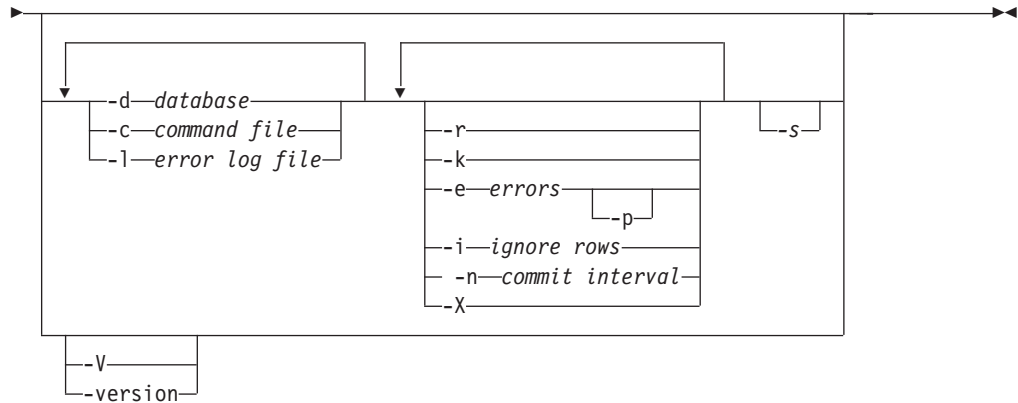 -d database
-c command file
-l error log file
-r
-k
-e errors
-p
-i ignore rows
-n commit interval
-X
-s
-V
-version